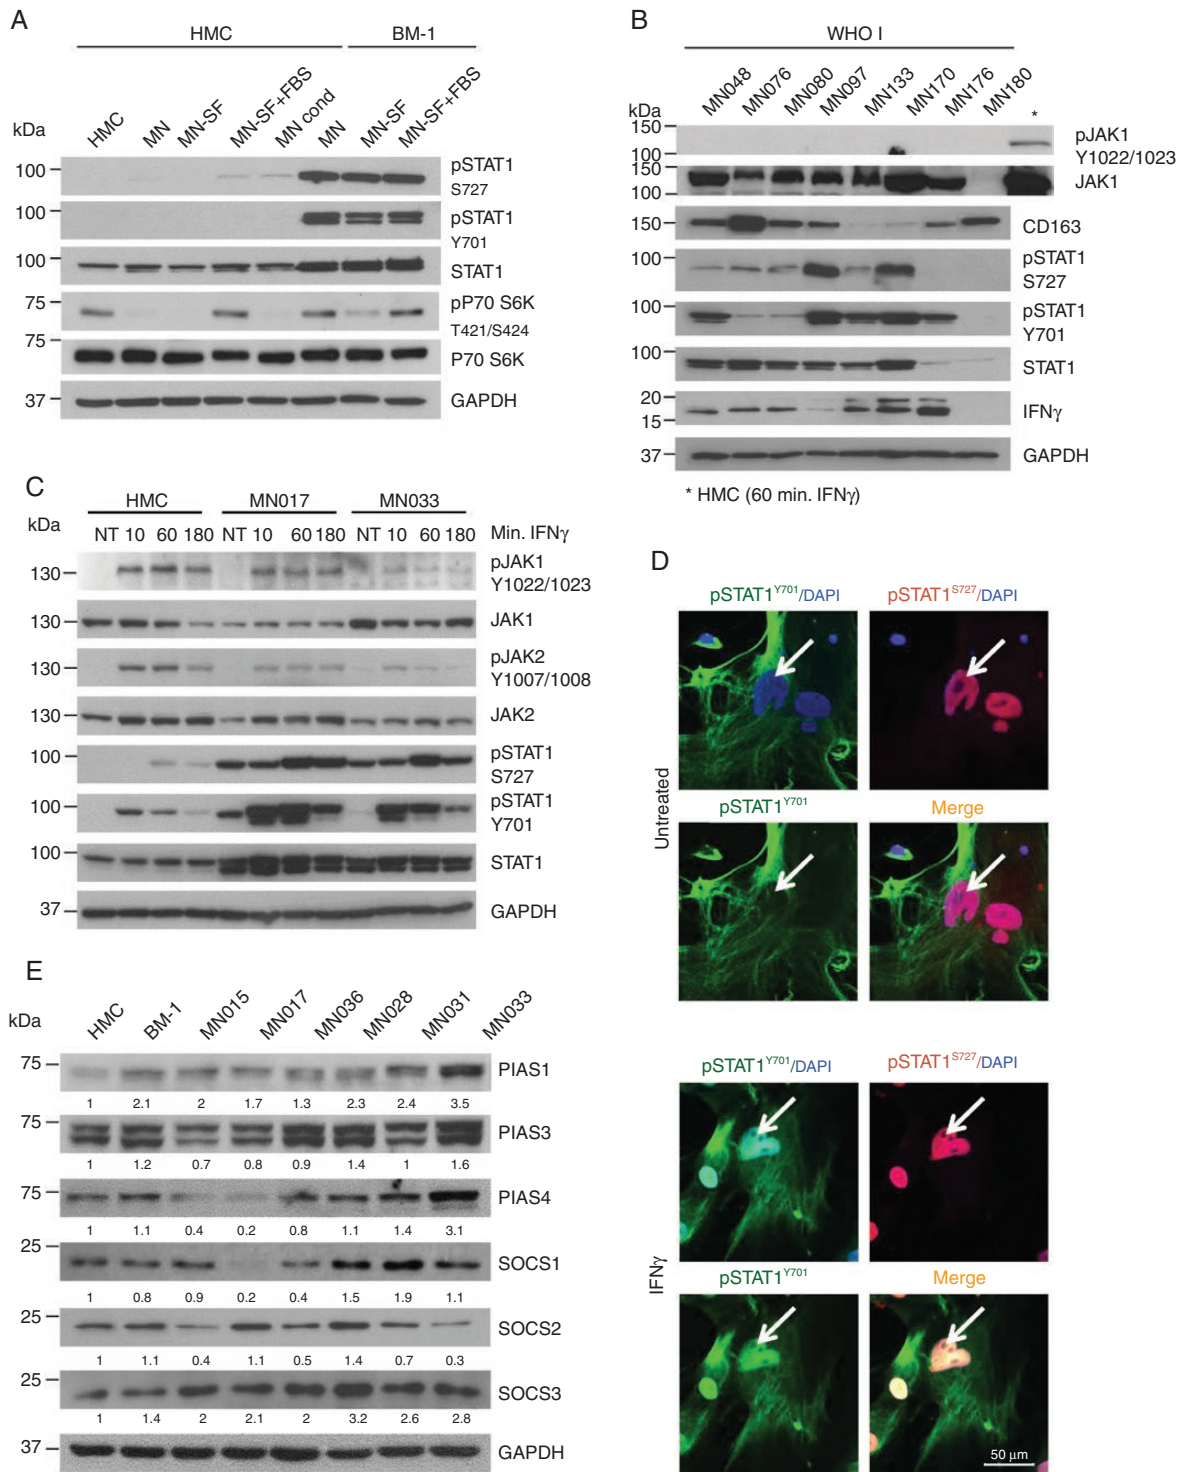 A
HMC BM-1
kDa HMC MN MN-SF MN-SF+FBS MN cond MN MN-SF MN-SF+FBS
100 pSTAT1
S727
100 pSTAT1
Y701
100 STAT1
75 pP70 S6K
T421/S424
75 P70 S6K
37 GAPDH
B
WHO I
kDa MN048 MN076 MN080 MN097 MN133 MN170 MN176 MN180 *
150 pJAK1
100 Y1022/1023
150 JAK1
100
150 CD163
100 pSTAT1
S727
100 pSTAT1
Y701
100 STAT1
20 IFNγ
15
37 GAPDH
* HMC (60 min. IFNγ)
C
HMC MN017 MN033
kDa NT 10 60 180 NT 10 60 180 NT 10 60 180 Min. IFNγ
130 pJAK1
Y1022/1023
130 JAK1
130 pJAK2
Y1007/1008
130 JAK2
100 pSTAT1
S727
100 pSTAT1
Y701
100 STAT1
37 GAPDH
D
pSTAT1Y701/DAPI pSTAT1S727/DAPI
Untreated
pSTAT1Y701 Merge
pSTAT1Y701/DAPI pSTAT1S727/DAPI
IFNγ
pSTAT1Y701 Merge
50 μm
E
kDa HMC BM-1 MN015 MN017 MN036 MN028 MN031 MN033
75 PIAS1
1 2.1 2 1.7 1.3 2.3 2.4 3.5
75 PIAS3
1 1.2 0.7 0.8 0.9 1.4 1 1.6
75 PIAS4
1 1.1 0.4 0.2 0.8 1.1 1.4 3.1
25 SOCS1
1 0.8 0.9 0.2 0.4 1.5 1.9 1.1
25 SOCS2
1 1.1 0.4 1.1 0.5 1.4 0.7 0.3
25 SOCS3
1 1.4 2 2.1 2 3.2 2.6 2.8
37 GAPDH